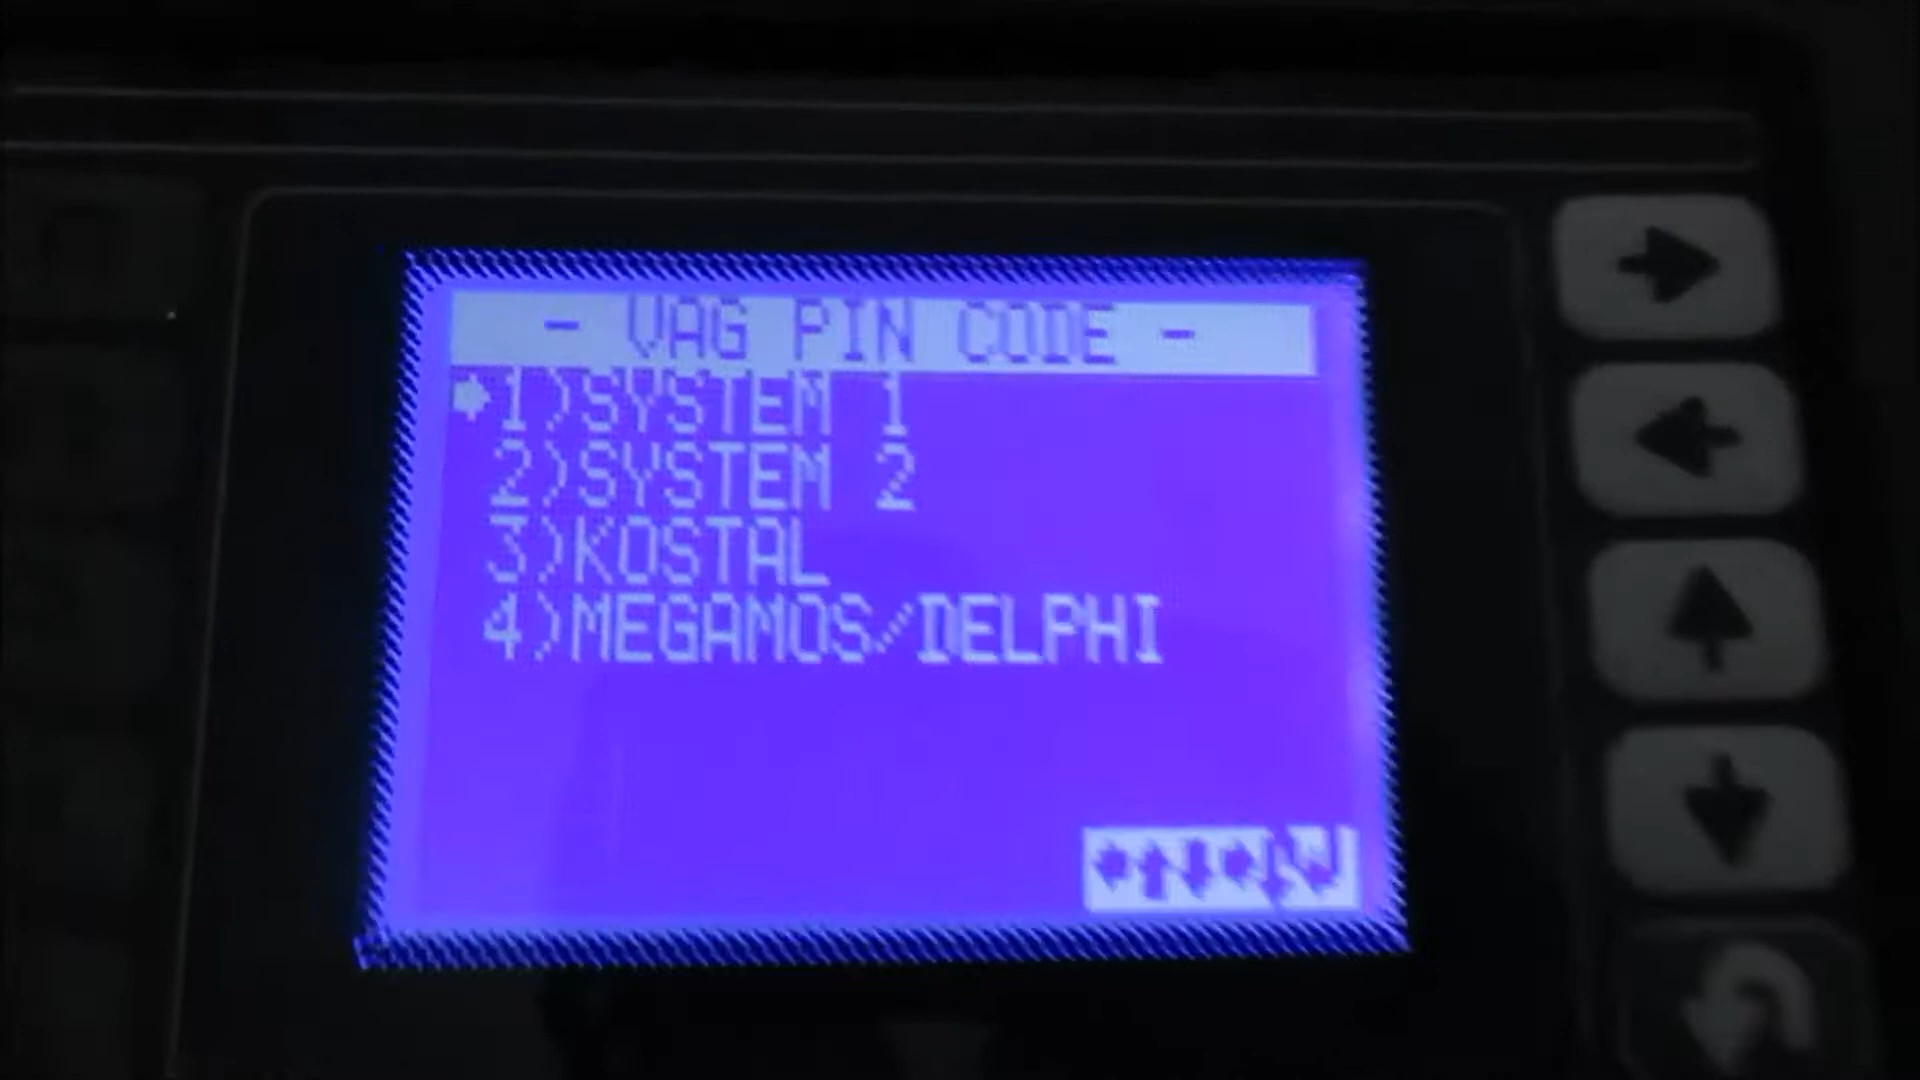 - VAG PIN CODE -
1)SYSTEM 1
2)SYSTEM 2
3)KOSTAL
4)MEGAMOS/DELPHI